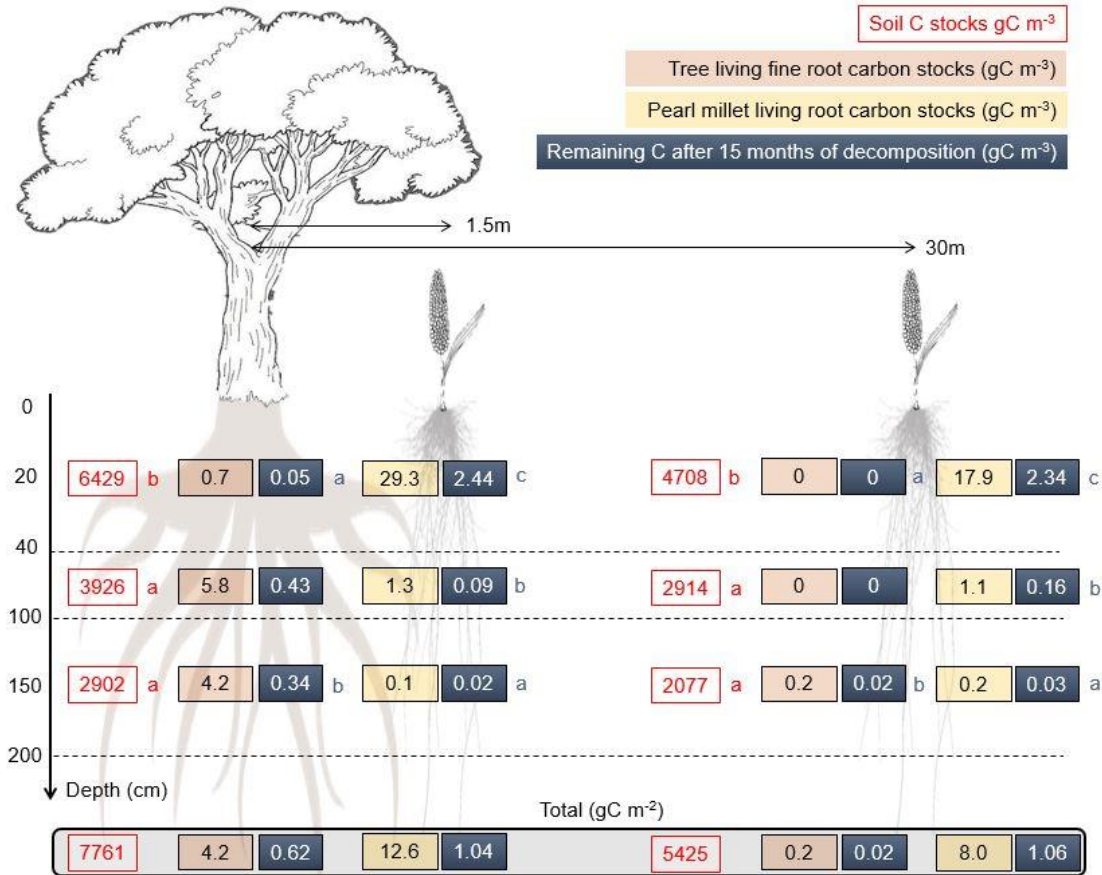 Soil C stocks gC m⁻³
Tree living fine root carbon stocks (gC m⁻³)
Pearl millet living root carbon stocks (gC m⁻³)
Remaining C after 15 months of decomposition (gC m⁻³)
1.5m
30m
0
20 6429 b 0.7 0.05 a 29.3 2.44 c 4708 b 0 0 a 17.9 2.34 c
40
3926 a 5.8 0.43 1.3 0.09 b 2914 a 0 0 1.1 0.16 b
100
150 2902 a 4.2 0.34 b 0.1 0.02 a 2077 a 0.2 0.02 b 0.2 0.03 a
200
Depth (cm)
Total (gC m⁻²)
7761 4.2 0.62 12.6 1.04 5425 0.2 0.02 8.0 1.06